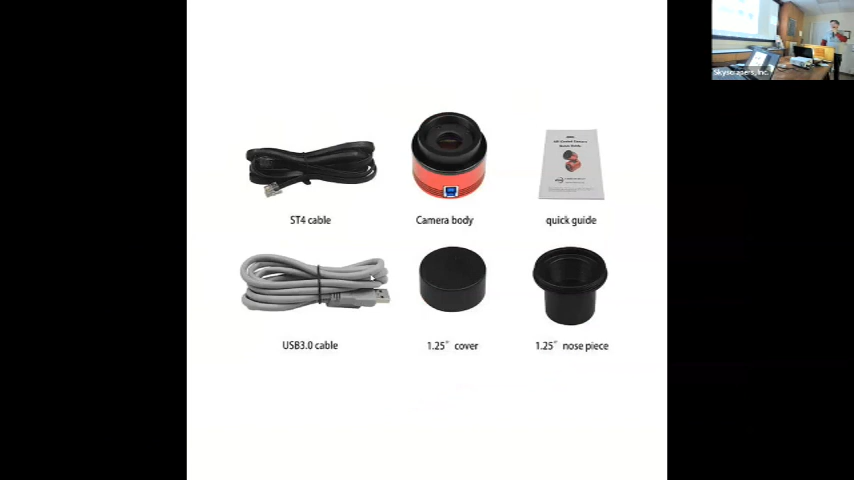 Skyscrapers, Inc.
ST4 cable
Camera body
quick guide
USB3.0 cable
1.25" cover
1.25" nose piece